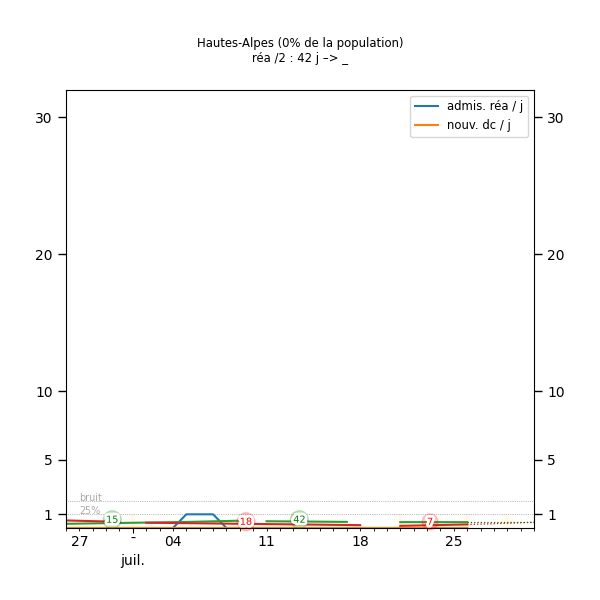 Hautes-Alpes (0% de la population)
réa /2 : 42 j –> _
admis. réa / j
nouv. dc / j
30 30
20 20
10 10
5 5
bruit
25%
1 1
15 18 42 7
27 - 04 11 18 25
juil.